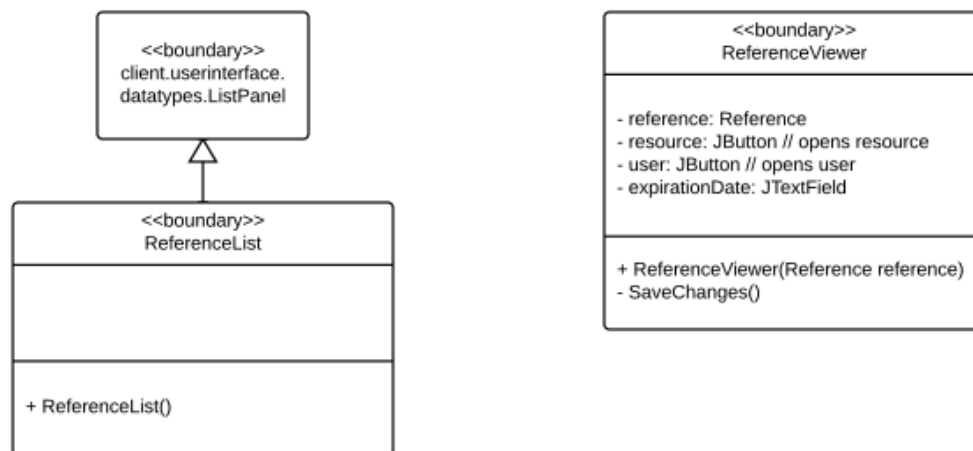 <<boundary>>
client.userinterface.
datatypes.ListPanel
<<boundary>>
ReferenceList
+ ReferenceList()
<<boundary>>
ReferenceViewer
- reference: Reference
- resource: JButton // opens resource
- user: JButton // opens user
- expirationDate: JTextField
+ ReferenceViewer(Reference reference)
- SaveChanges()